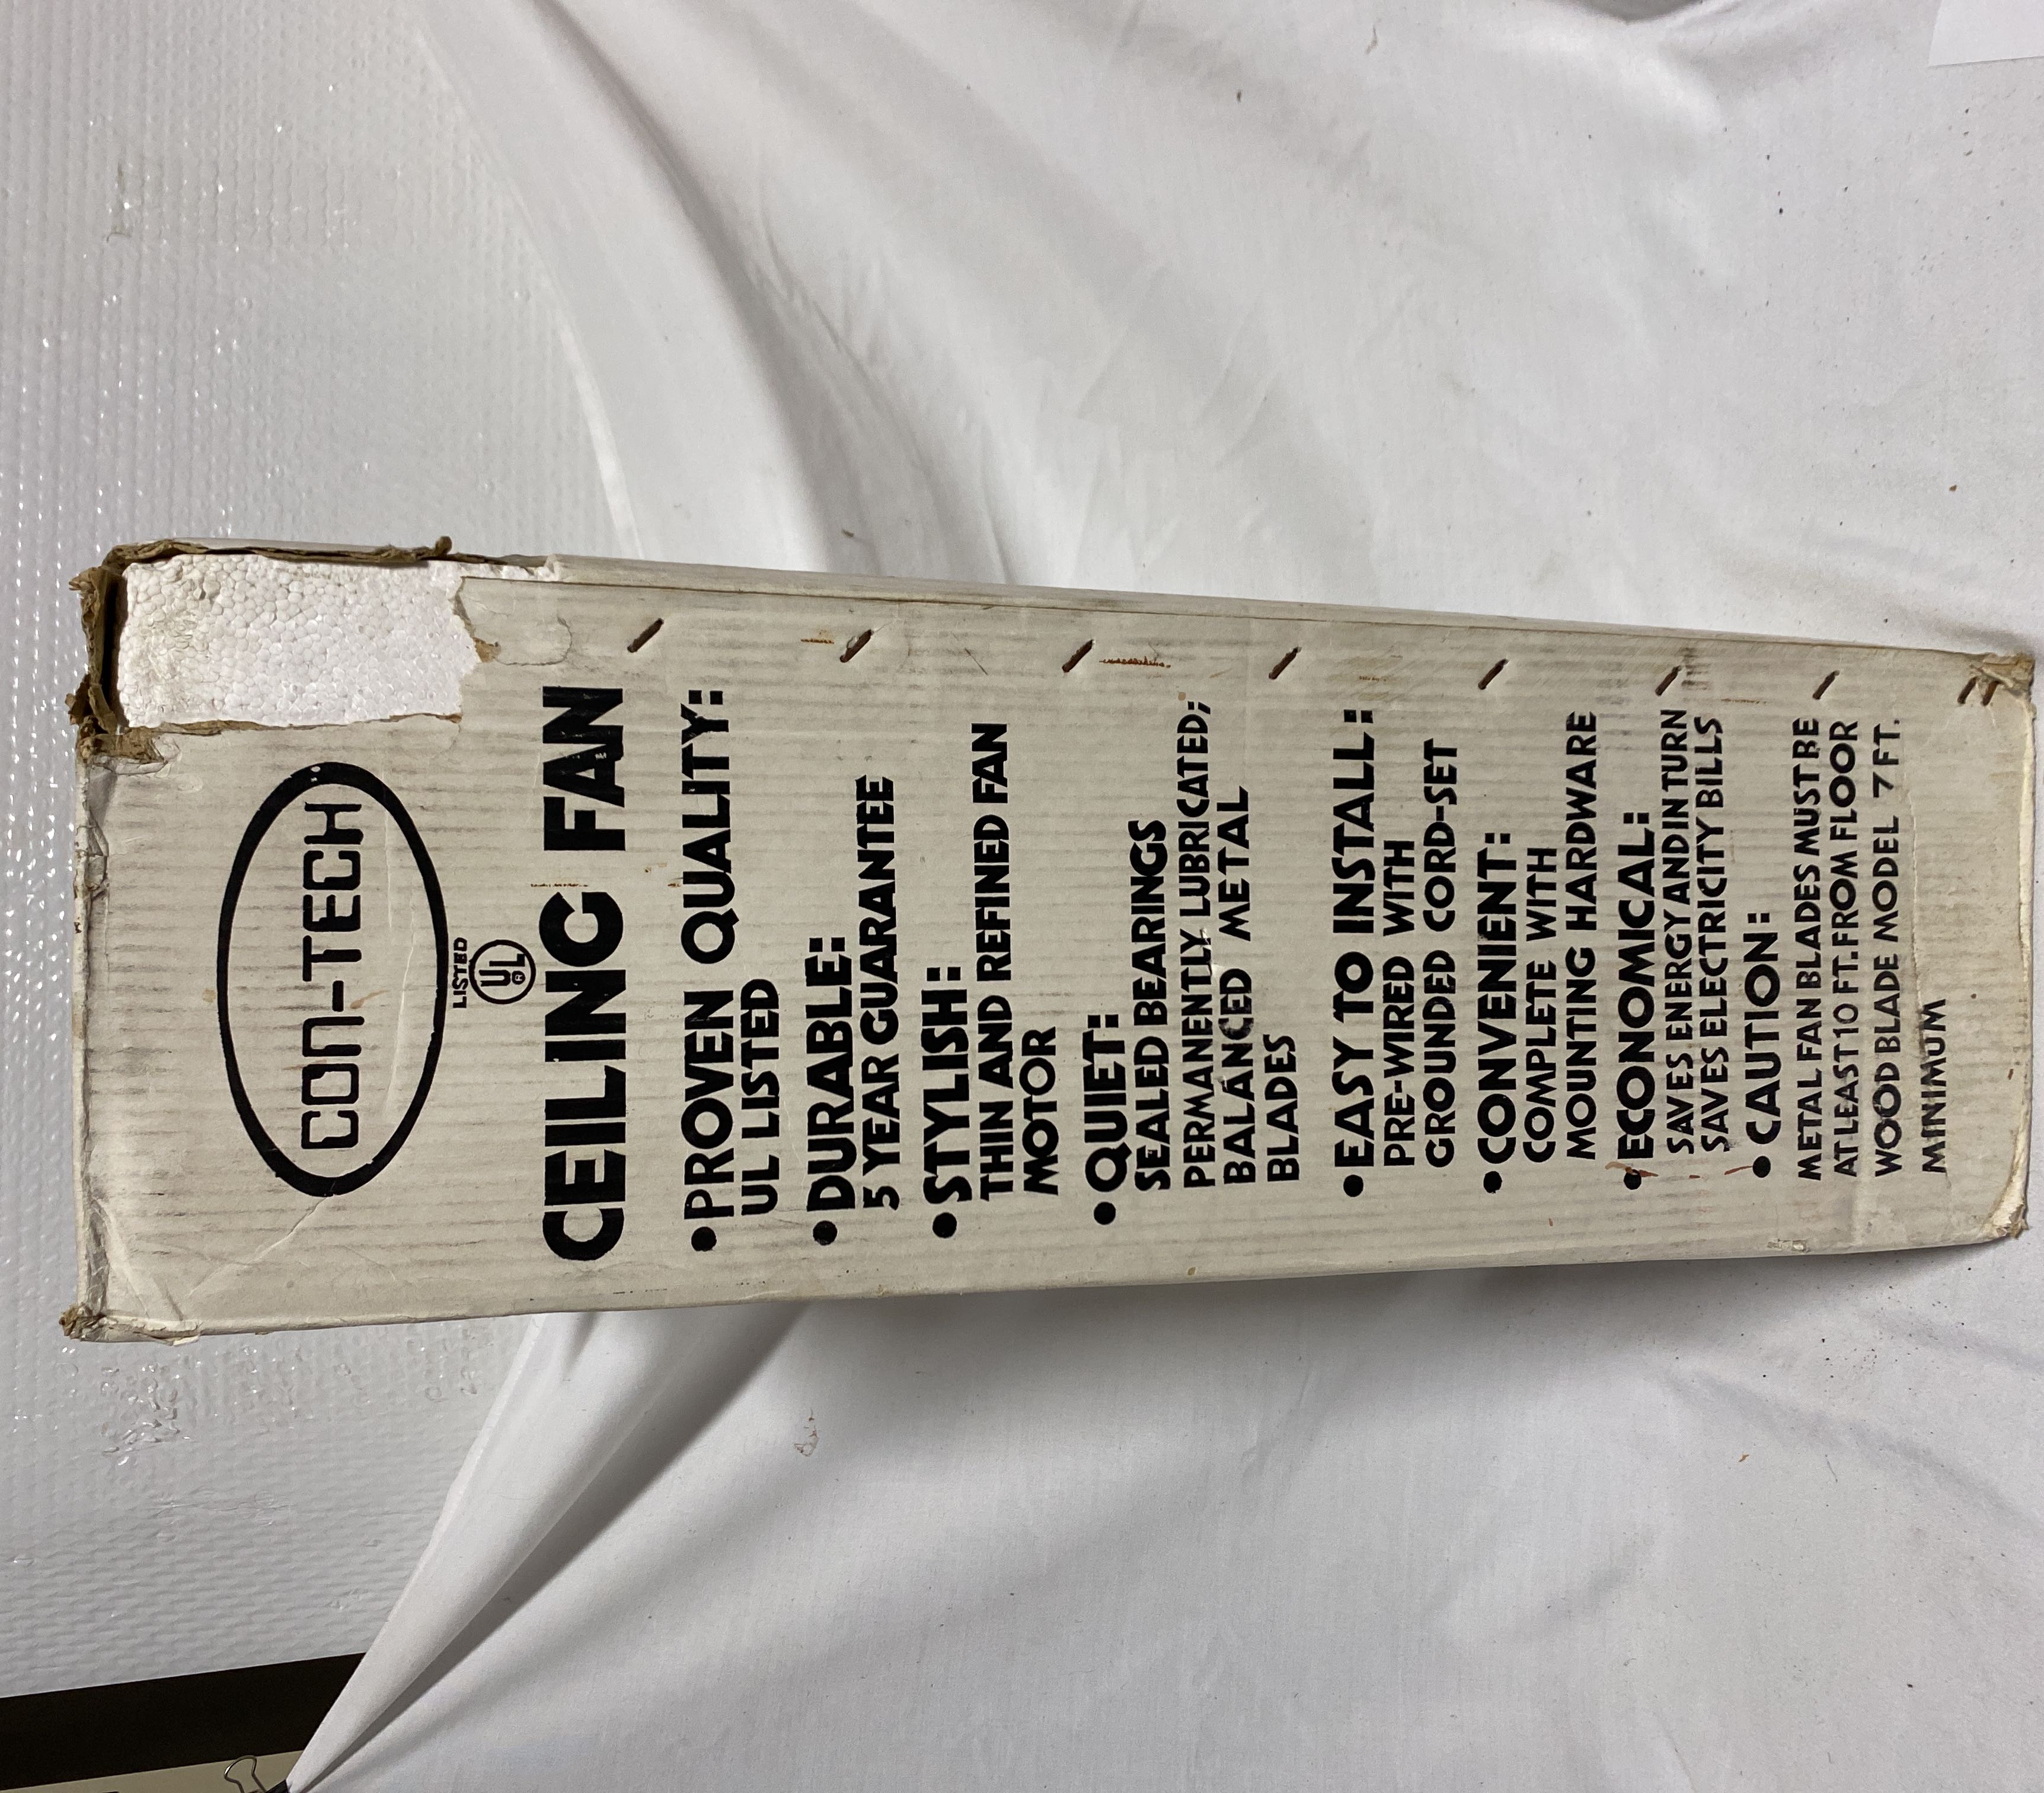 CON-TECH
LISTED
UL
CEILING FAN
• PROVEN QUALITY:
UL LISTED
• DURABLE:
5 YEAR GUARANTEE
• STYLISH:
THIN AND REFINED FAN
MOTOR
• QUIET:
SEALED BEARINGS
PERMANENTLY LUBRICATED;
BALANCED METAL
BLADES
• EASY TO INSTALL:
PRE-WIRED WITH
GROUNDED CORD-SET
• CONVENIENT:
COMPLETE WITH
MOUNTING HARDWARE
• ECONOMICAL:
SAVES ENERGY AND IN TURN
SAVES ELECTRICITY BILLS
• CAUTION:
METAL FAN BLADES MUST BE
AT LEAST 10 FT. FROM FLOOR
WOOD BLADE MODEL 7 FT.
MINIMUM